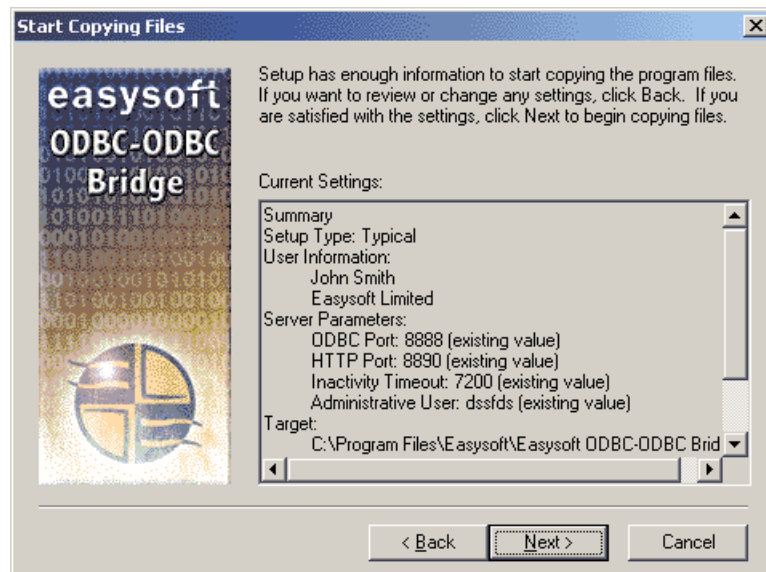 Start Copying Files
easysoft
ODBC-ODBC
Bridge
Setup has enough information to start copying the program files.
If you want to review or change any settings, click Back. If you
are satisfied with the settings, click Next to begin copying files.
Current Settings:
Summary
Setup Type: Typical
User Information:
John Smith
Easysoft Limited
Server Parameters:
ODBC Port: 8888 (existing value)
HTTP Port: 8890 (existing value)
Inactivity Timeout: 7200 (existing value)
Administrative User: dssfds (existing value)
Target:
C:\Program Files\Easysoft\Easysoft ODBC-ODBC Brid
< Back
Next >
Cancel